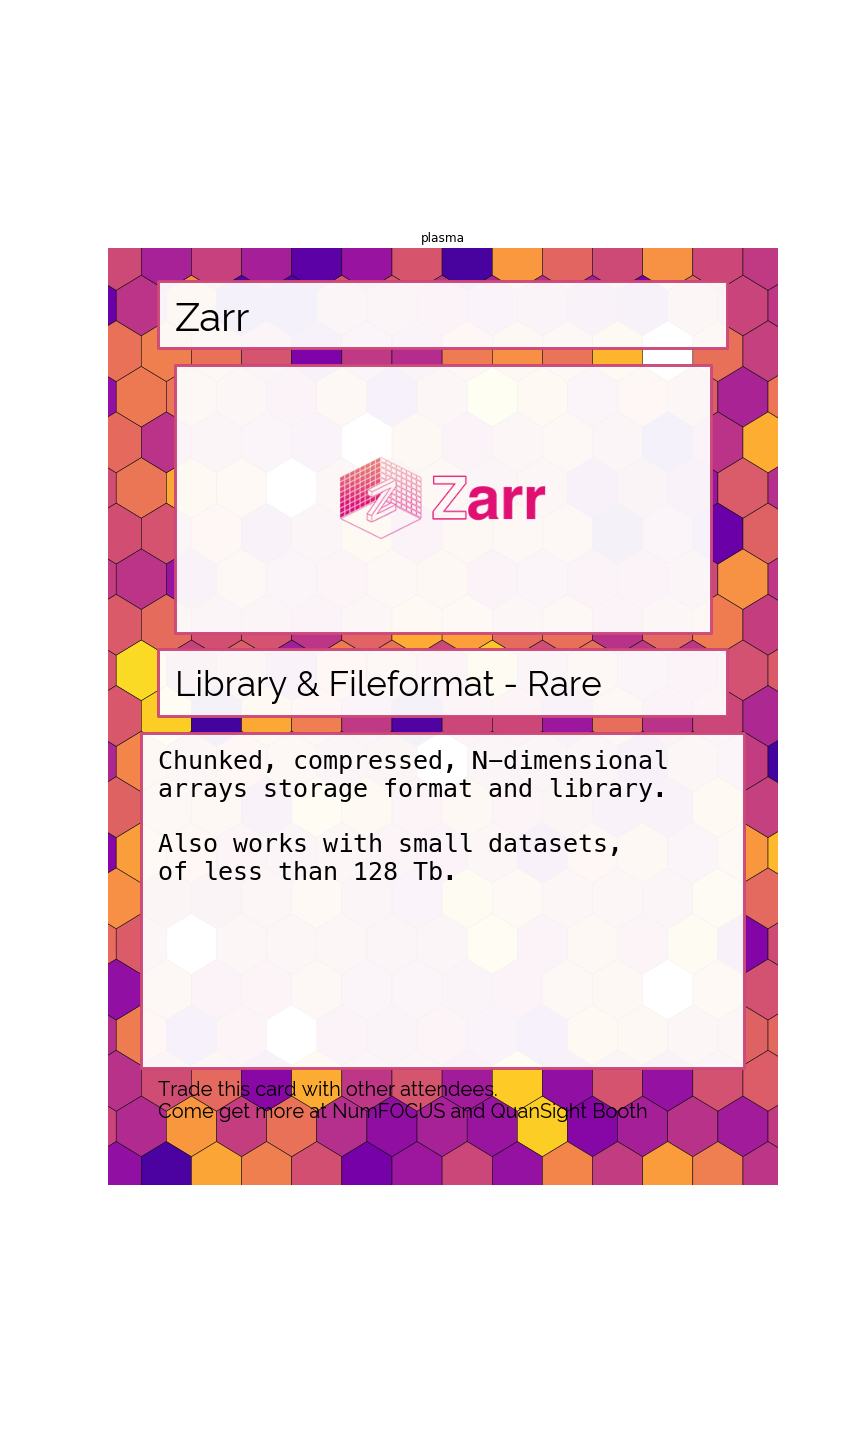 plasma
Zarr
Zarr
Library & Fileformat - Rare
Chunked, compressed, N-dimensional
arrays storage format and library.
Also works with small datasets,
of less than 128 Tb.
Trade this card with other attendees.
Come get more at NumFOCUS and QuanSight Booth